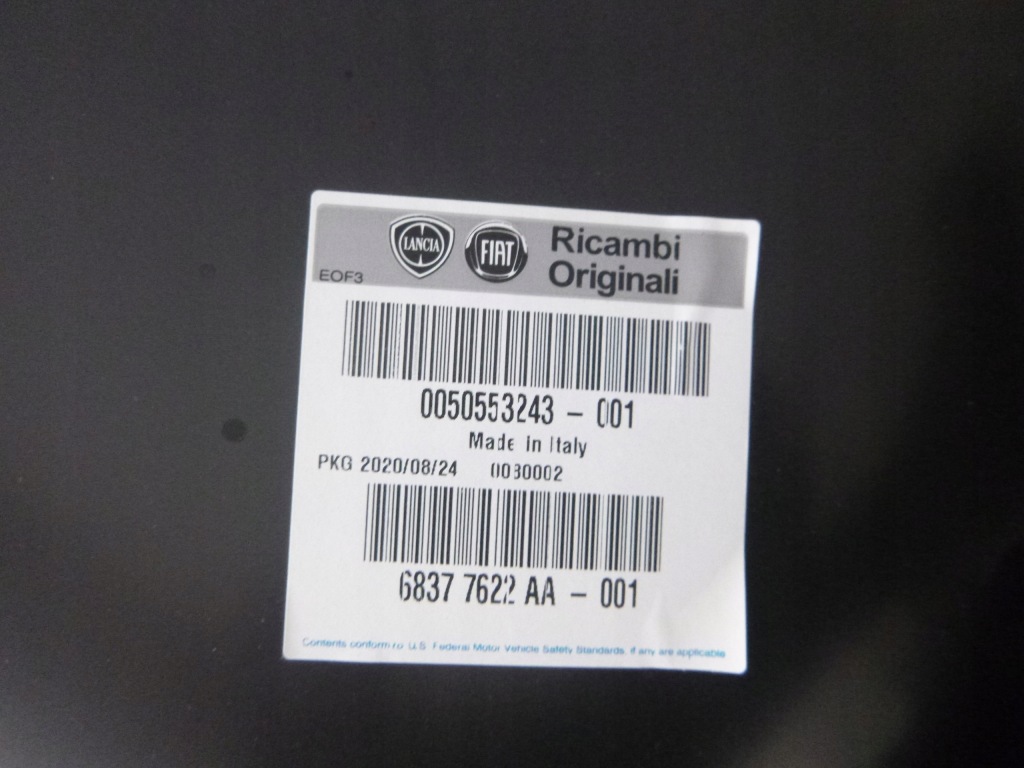 LANCIA FIAT Ricambi
Originali
EOF3
0050553243 - 001
Made in Italy
PKG 2020/08/24 0080002
6837 7622 AA - 001
Contents conform to U.S. Federal Motor Vehicle Safety Standards, if any are applicable